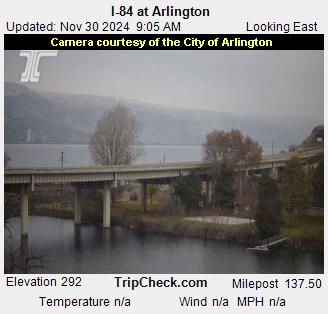 I-84 at Arlington
Updated: Nov 30 2024 9:05 AM Looking East
Camera courtesy of the City of Arlington
Elevation 292 TripCheck.com Milepost 137.50
Temperature n/a Wind n/a MPH n/a